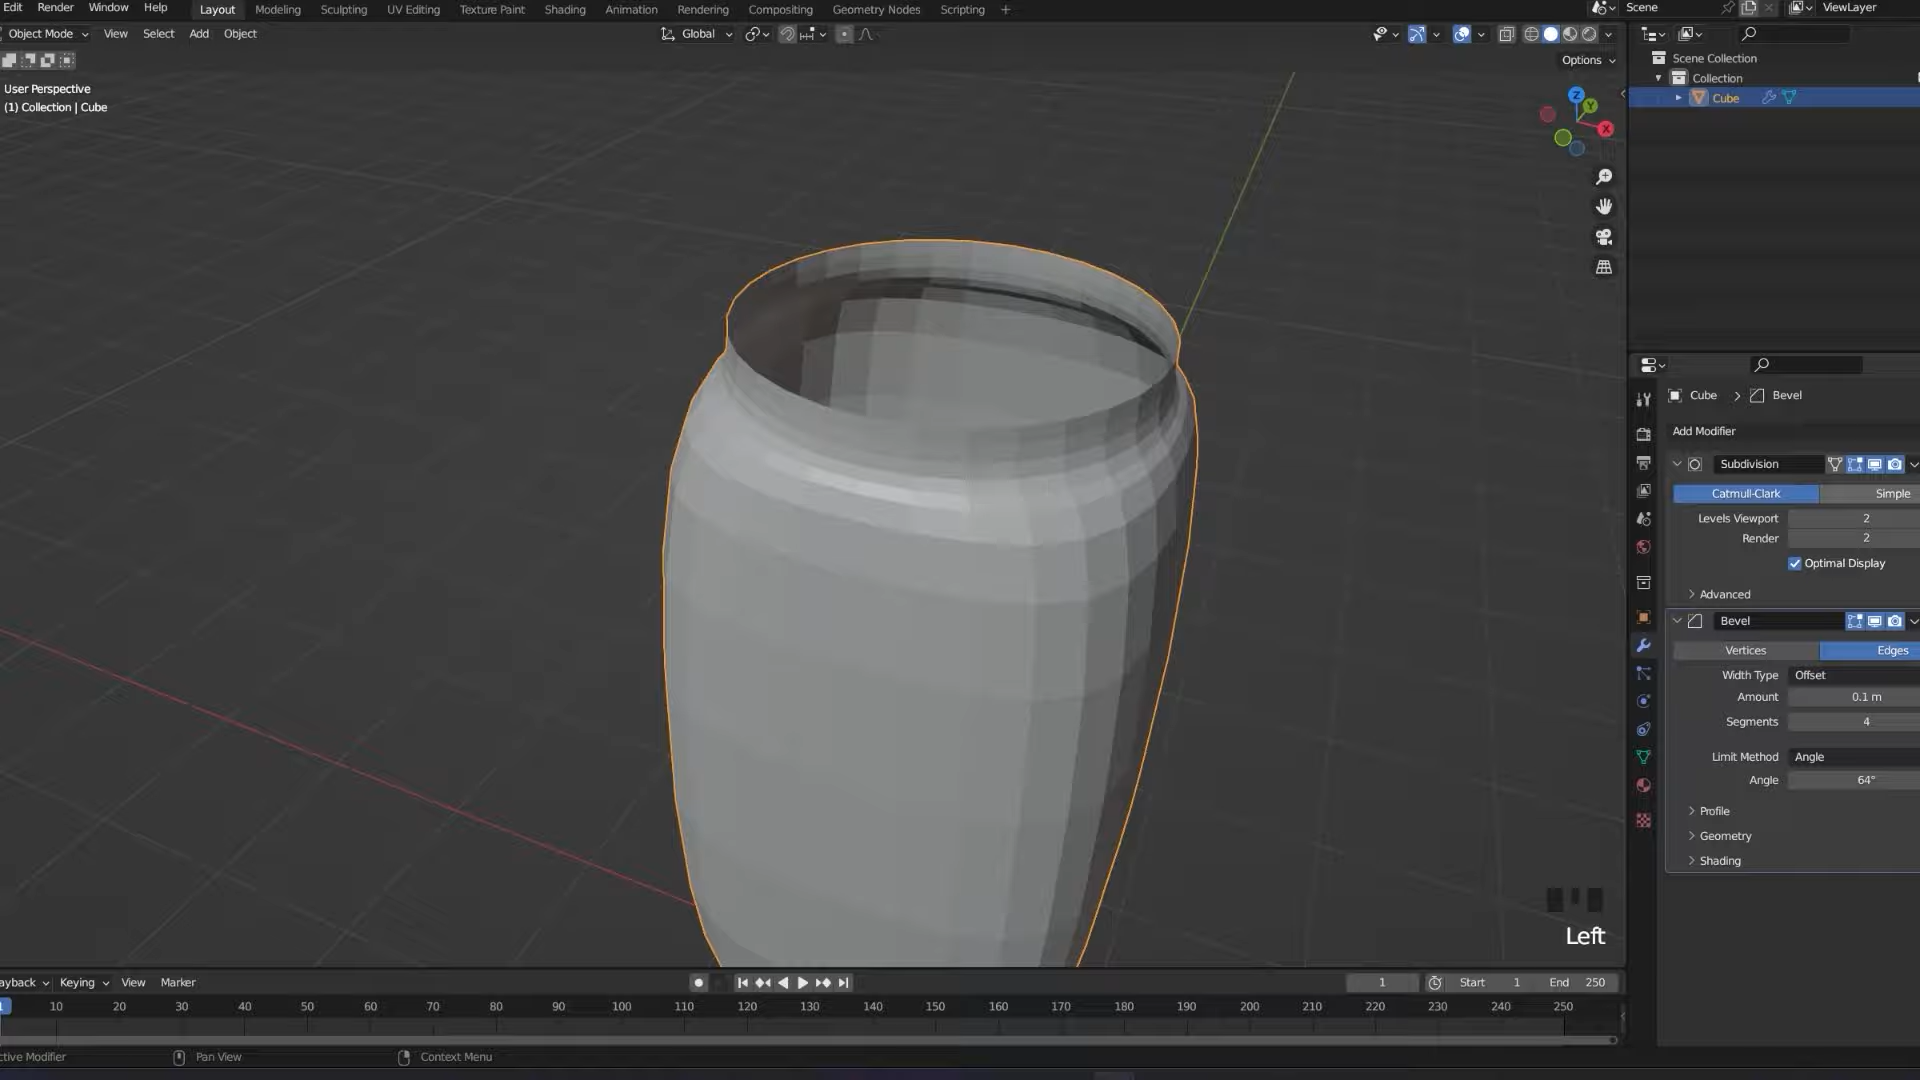 Edit Render Window Help Layout Modeling Sculpting UV Editing Texture Paint Shading Animation Rendering Compositing Geometry Nodes Scripting + Scene ViewLayer
Object Mode View Select Add Object Global
Options
User Perspective
(1) Collection | Cube
Z
Y
X
Scene Collection
Collection
Cube
Cube > Bevel
Add Modifier
Subdivision
Catmull-Clark Simple
Levels Viewport 2
Render 2
Optimal Display
Advanced
Bevel
Vertices Edges
Width Type Offset
Amount 0.1 m
Segments 4
Limit Method Angle
Angle 64°
Profile
Geometry
Shading
Left
ayback Keying View Marker 1 Start 1 End 250
1 10 20 30 40 50 60 70 80 90 100 110 120 130 140 150 160 170 180 190 200 210 220 230 240 250
ctive Modifier Pan View Context Menu